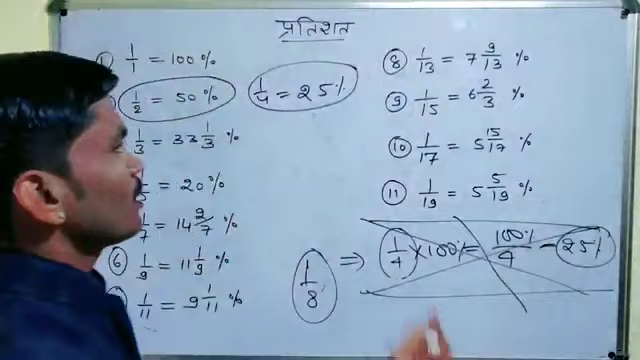 प्रतिशत
1/1 = 100%
1/2 = 50%
1/4 = 25%
1/3 = 33 1/3 %
= 20%
1/7 = 14 2/7 %
⑥ 1/9 = 11 1/9 %
1/11 = 9 1/11 %
⑧ 1/13 = 7 9/13 %
⑨ 1/15 = 6 2/3 %
⑩ 1/17 = 5 15/17 %
⑪ 1/19 = 5 5/19 %
1/8 ⇒ 1/4 × 100% = 100%/4 = 25%